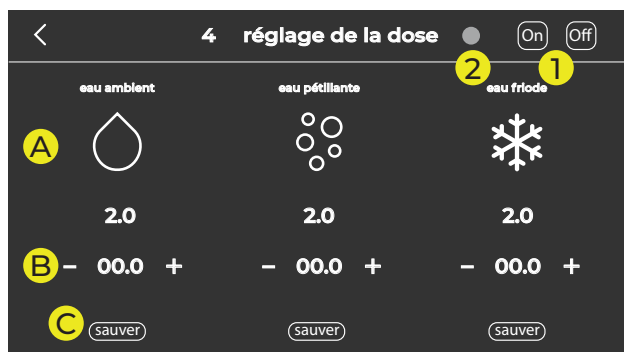 4 réglage de la dose On Off
2 1
eau ambient eau pétillante eau friode
A
2.0 2.0 2.0
B - 00.0 + - 00.0 + - 00.0 +
C sauver sauver sauver